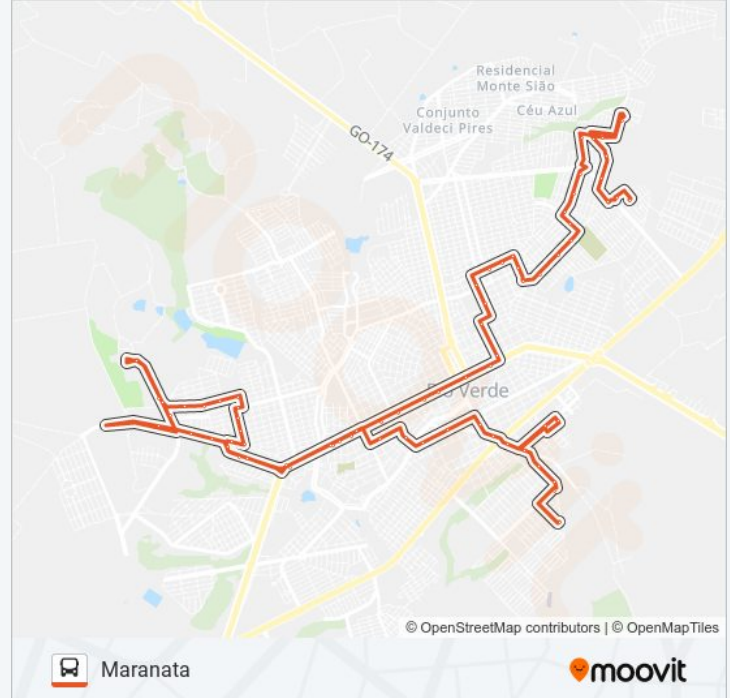 Residencial
Monte Sião
Conjunto
Valdeci Pires
Céu Azul
GO-174
Rio Verde
© OpenStreetMap contributors | © OpenMapTiles
Maranata
moovit